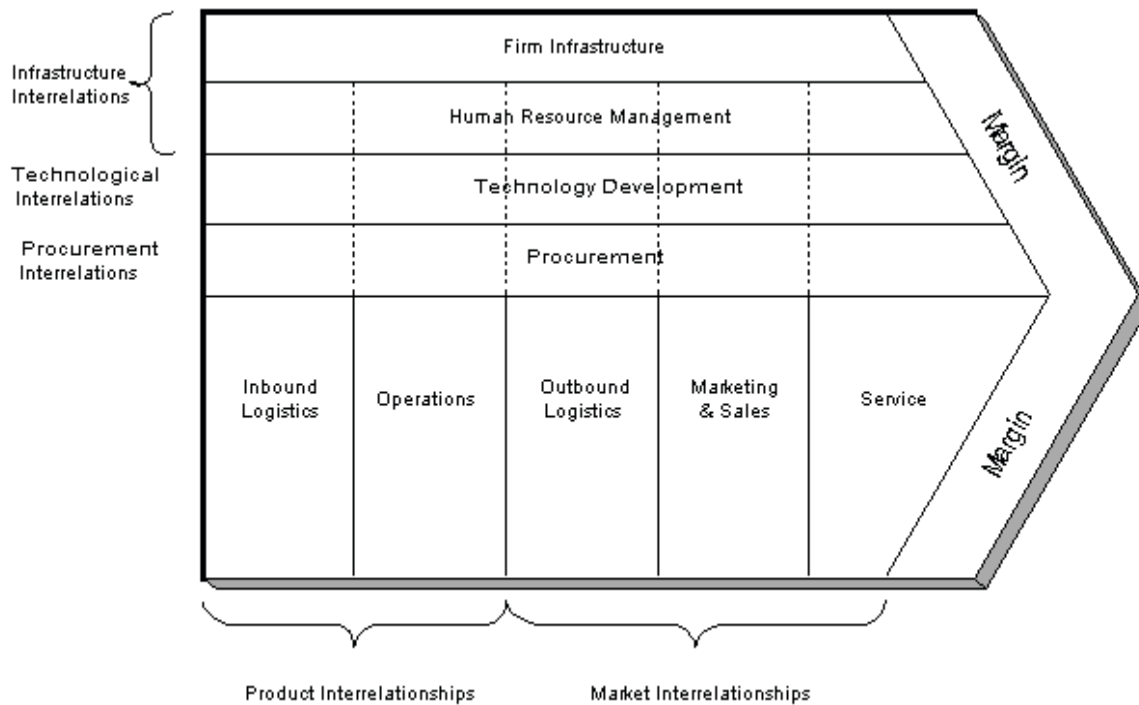 Firm Infrastructure
Infrastructure
Interrelations
Human Resource Management
Margin
Technological
Interrelations
Technology Development
Procurement
Interrelations
Procurement
Inbound
Logistics
Operations
Outbound
Logistics
Marketing
& Sales
Service
Margin
Product Interrelationships
Market Interrelationships